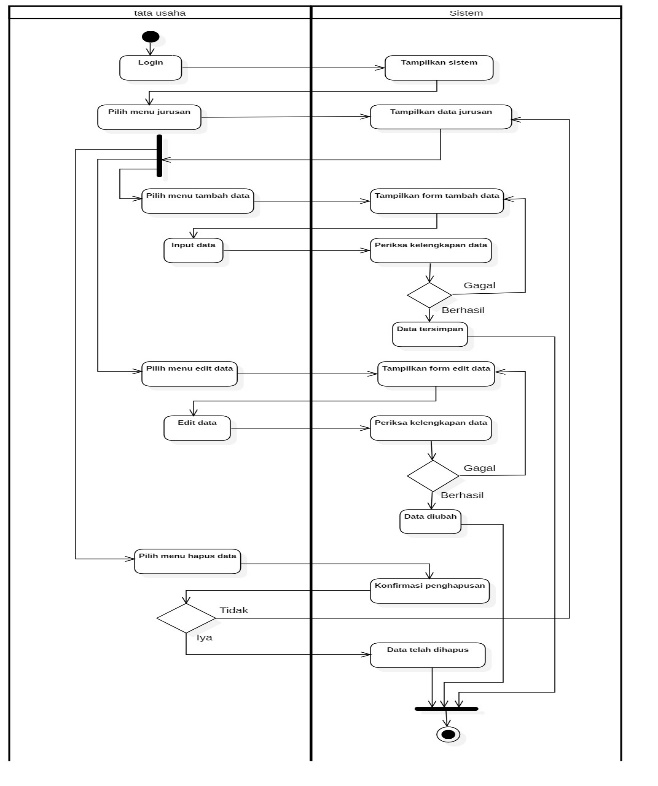 tata usaha
Sistem
Login
Tampilkan sistem
Pilih menu jurusan
Tampilkan data jurusan
Pilih menu tambah data
Tampilkan form tambah data
Input data
Periksa kelengkapan data
Gagal
Berhasil
Data tersimpan
Pilih menu edit data
Tampilkan form edit data
Edit data
Periksa kelengkapan data
Gagal
Berhasil
Data diubah
Pilih menu hapus data
Konfirmasi penghapusan
Tidak
Iya
Data telah dihapus